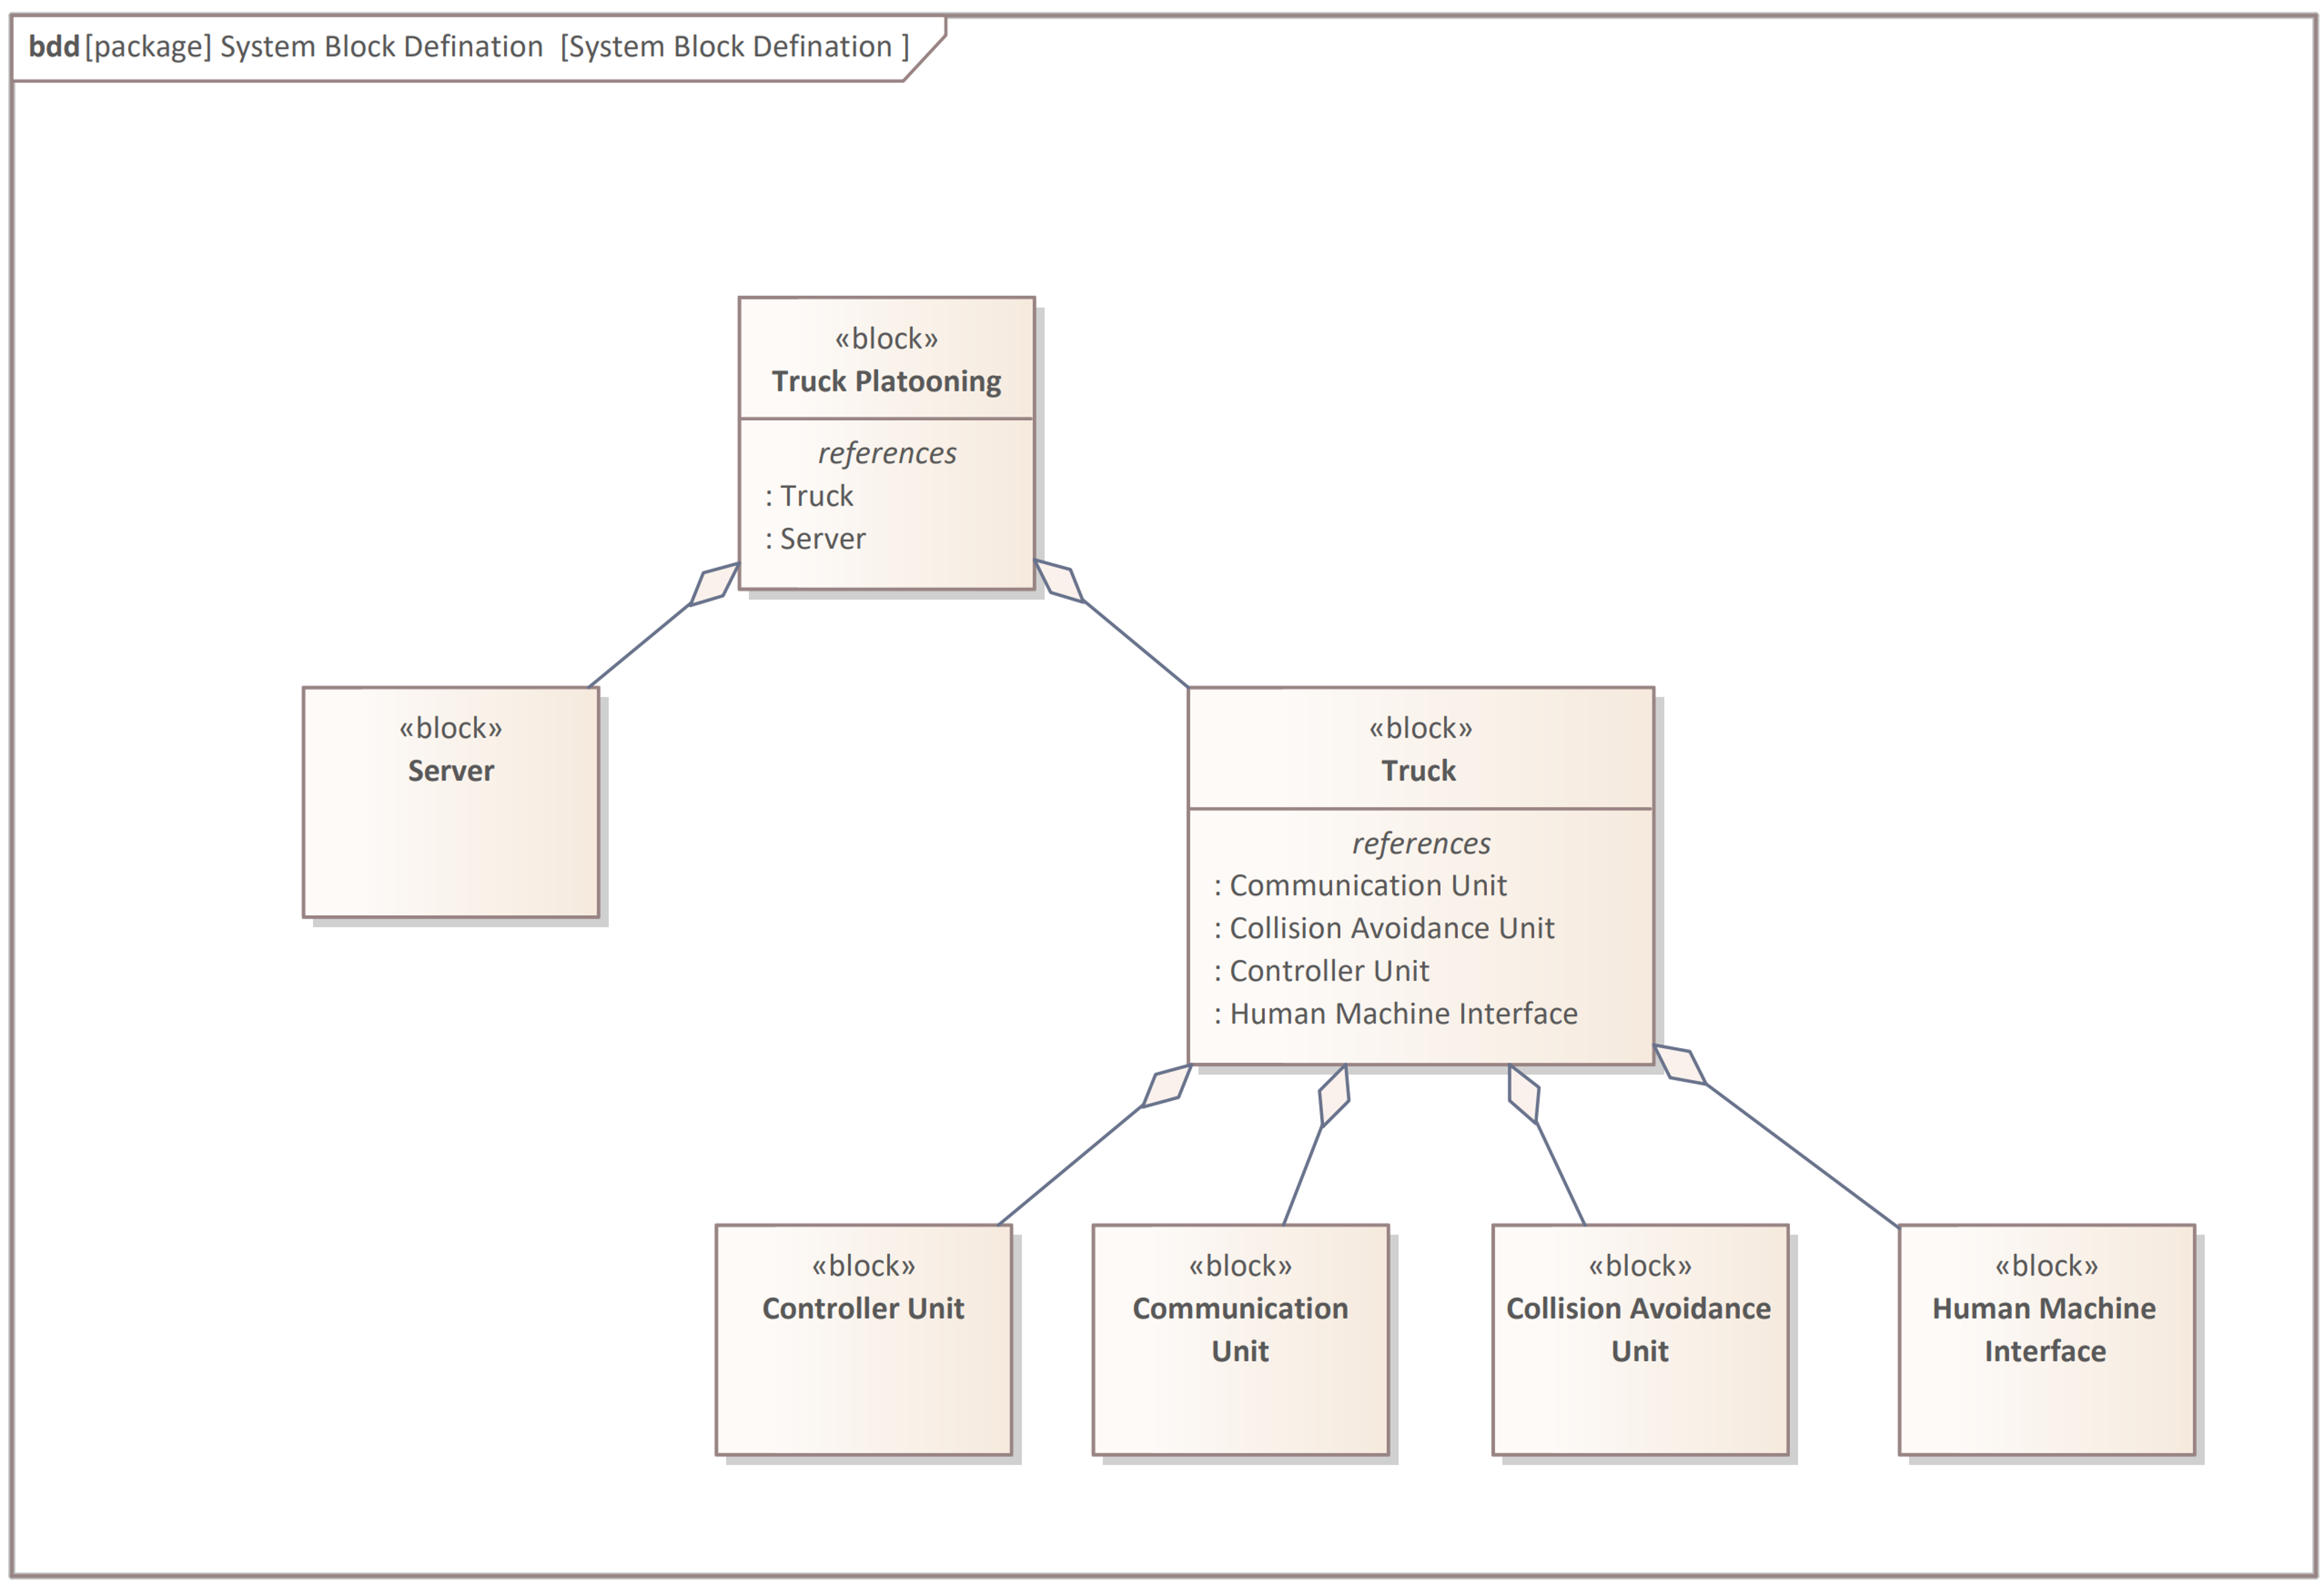 bdd [package] System Block Defination [System Block Defination ]
«block»
Truck Platooning
references
: Truck
: Server
«block»
Server
«block»
Truck
references
: Communication Unit
: Collision Avoidance Unit
: Controller Unit
: Human Machine Interface
«block»
Controller Unit
«block»
Communication
Unit
«block»
Collision Avoidance
Unit
«block»
Human Machine
Interface